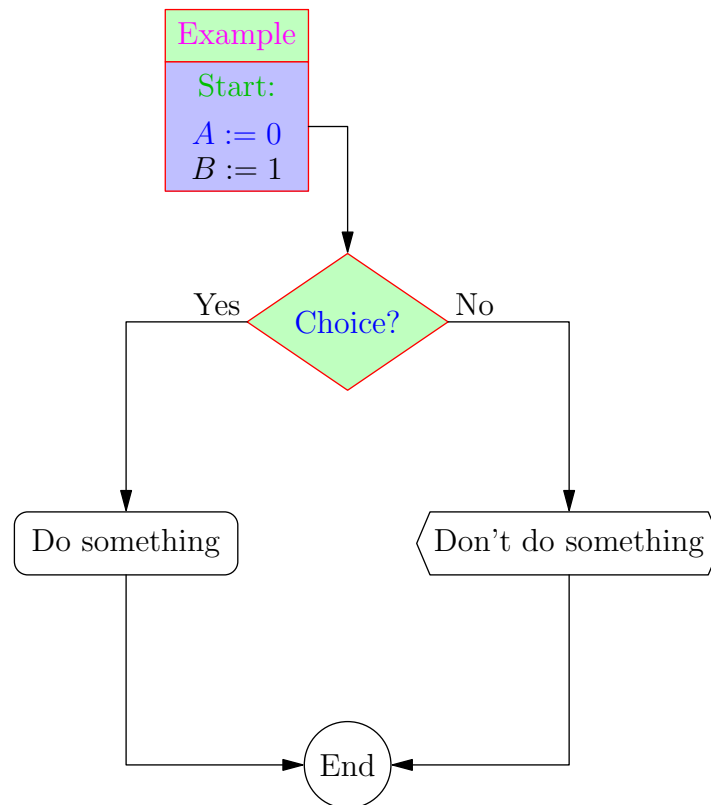 Example
Start:
A := 0
B := 1
Yes
No
Choice?
Do something
Don't do something
End